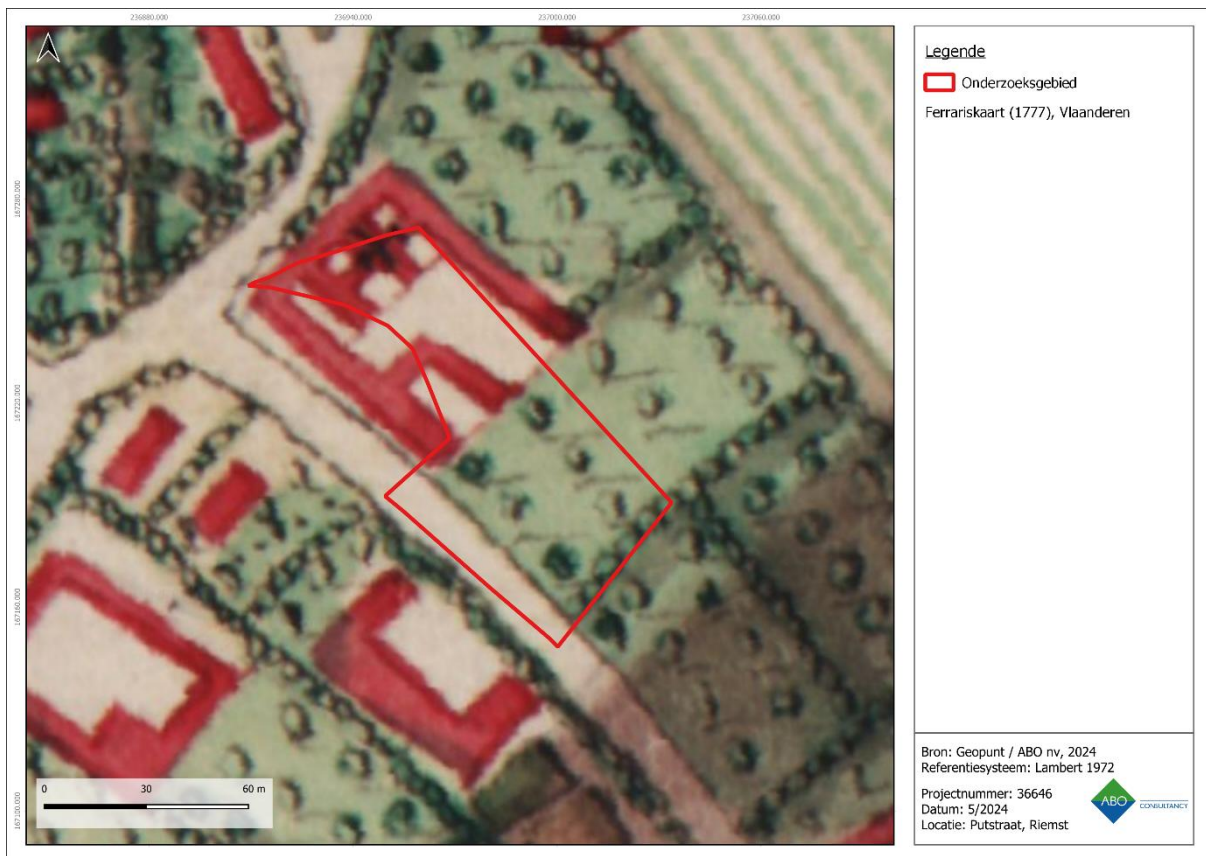 236880.000 236940.000 237000.000 237060.000
167280.000
167220.000
167160.000
167100.000
0 30 60 m
Legende
Onderzoeksgebied
Ferrariskaart (1777), Vlaanderen
Bron: Geopunt / ABO nv, 2024
Referentiesysteem: Lambert 1972
Projectnummer: 36646
Datum: 5/2024
Locatie: Putstraat, Riemst
ABO CONSULTANCY